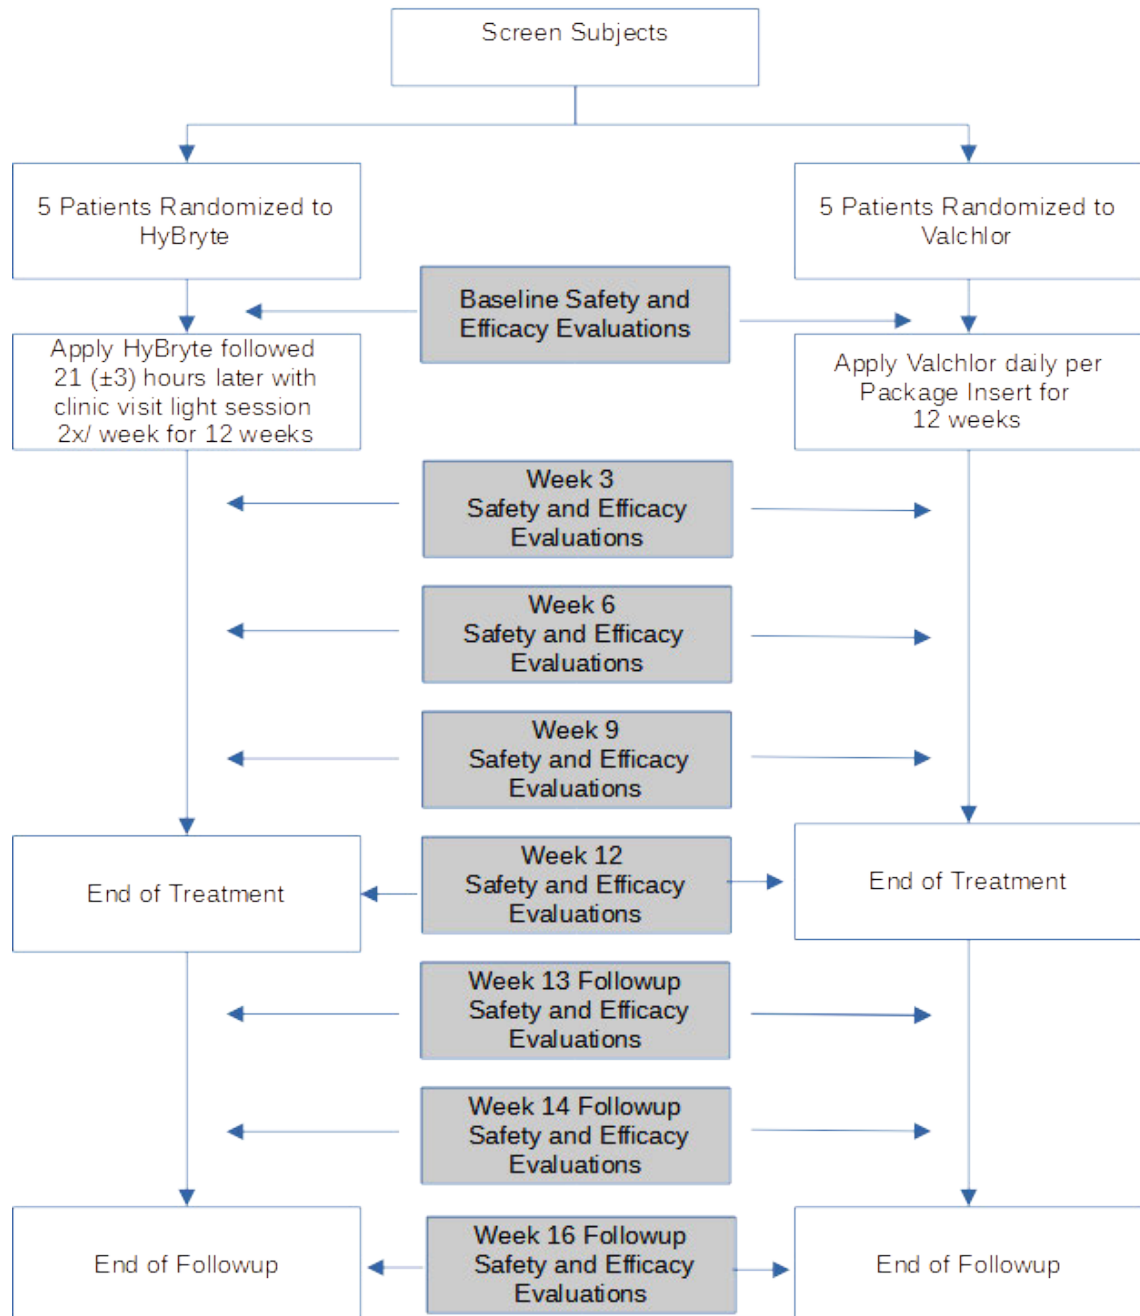 Screen Subjects
5 Patients Randomized to
HyBryte
5 Patients Randomized to
Valchlor
Baseline Safety and
Efficacy Evaluations
Apply HyBryte followed
21 (±3) hours later with
clinic visit light session
2x/ week for 12 weeks
Apply Valchlor daily per
Package Insert for
12 weeks
Week 3
Safety and Efficacy
Evaluations
Week 6
Safety and Efficacy
Evaluations
Week 9
Safety and Efficacy
Evaluations
End of Treatment
Week 12
Safety and Efficacy
Evaluations
End of Treatment
Week 13 Followup
Safety and Efficacy
Evaluations
Week 14 Followup
Safety and Efficacy
Evaluations
End of Followup
Week 16 Followup
Safety and Efficacy
Evaluations
End of Followup